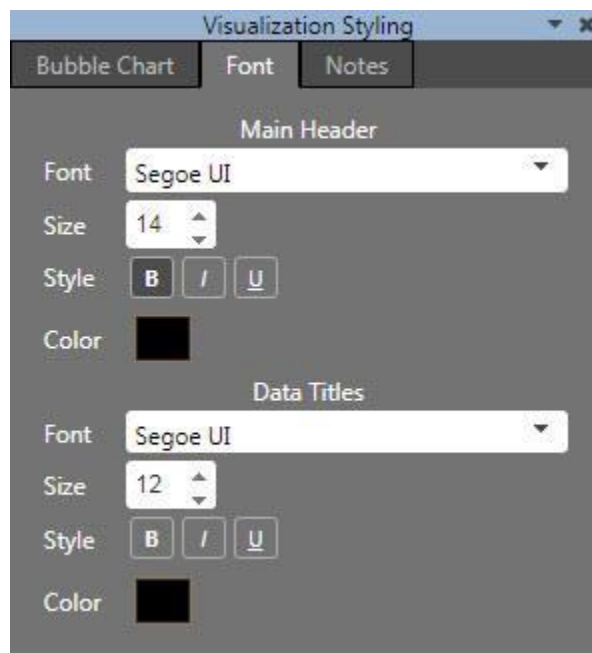 Visualization Styling
Bubble Chart Font Notes
Main Header
Font Segoe UI
Size 14
Style B I U
Color
Data Titles
Font Segoe UI
Size 12
Style B I U
Color